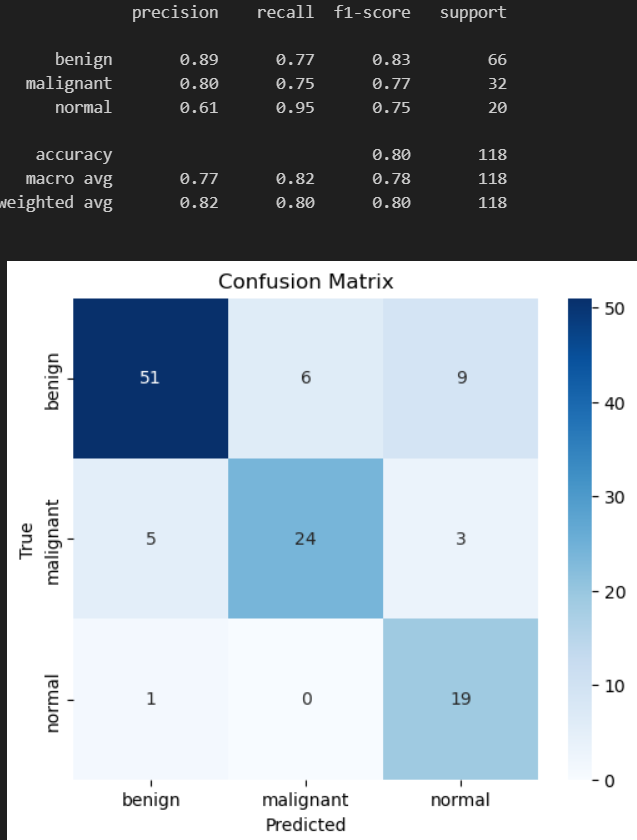 precision recall f1-score support
benign 0.89 0.77 0.83 66
malignant 0.80 0.75 0.77 32
normal 0.61 0.95 0.75 20
accuracy 0.80 118
macro avg 0.77 0.82 0.78 118
weighted avg 0.82 0.80 0.80 118
Confusion Matrix
50
benign 51 6 9
40
30
True
malignant 5 24 3
20
10
normal 1 0 19
0
benign malignant normal
Predicted